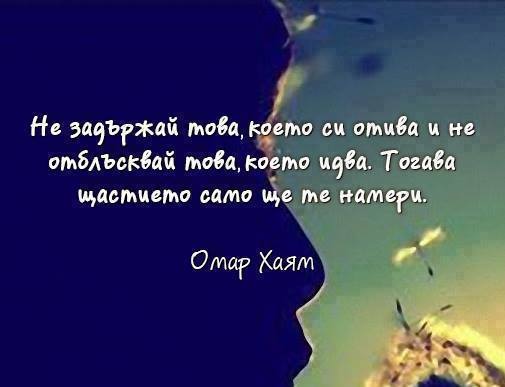 Не задържай това, което си отива и не
отблъсквай това, което идва. Тогава
щастието само ще те намери.
Омар Хаям